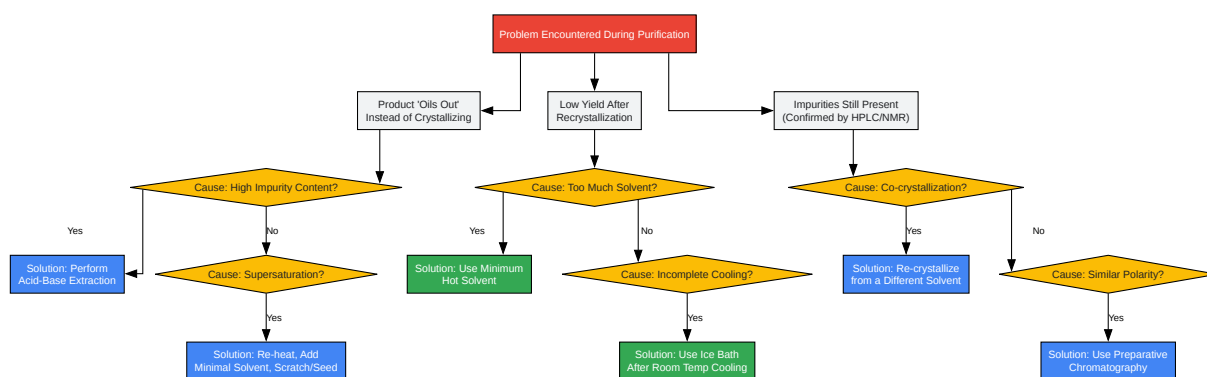 Problem Encountered During Purification
Product 'Oils Out'
Instead of Crystallizing
Low Yield After
Recrystallization
Impurities Still Present
(Confirmed by HPLC/NMR)
Cause: High Impurity Content?
Cause: Too Much Solvent?
Cause: Co-crystallization?
Yes
No
Yes
No
Yes
No
Solution: Perform
Acid-Base Extraction
Cause: Supersaturation?
Solution: Use Minimum
Hot Solvent
Cause: Incomplete Cooling?
Solution: Re-crystallize
from a Different Solvent
Cause: Similar Polarity?
Yes
Yes
Yes
Solution: Re-heat, Add
Minimal Solvent, Scratch/Seed
Solution: Use Ice Bath
After Room Temp Cooling
Solution: Use Preparative
Chromatography